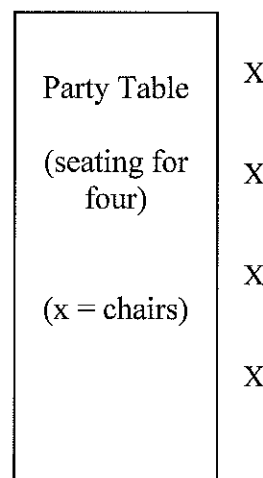 Party Table
X
(seating for
four)
X
X
(x = chairs)
X